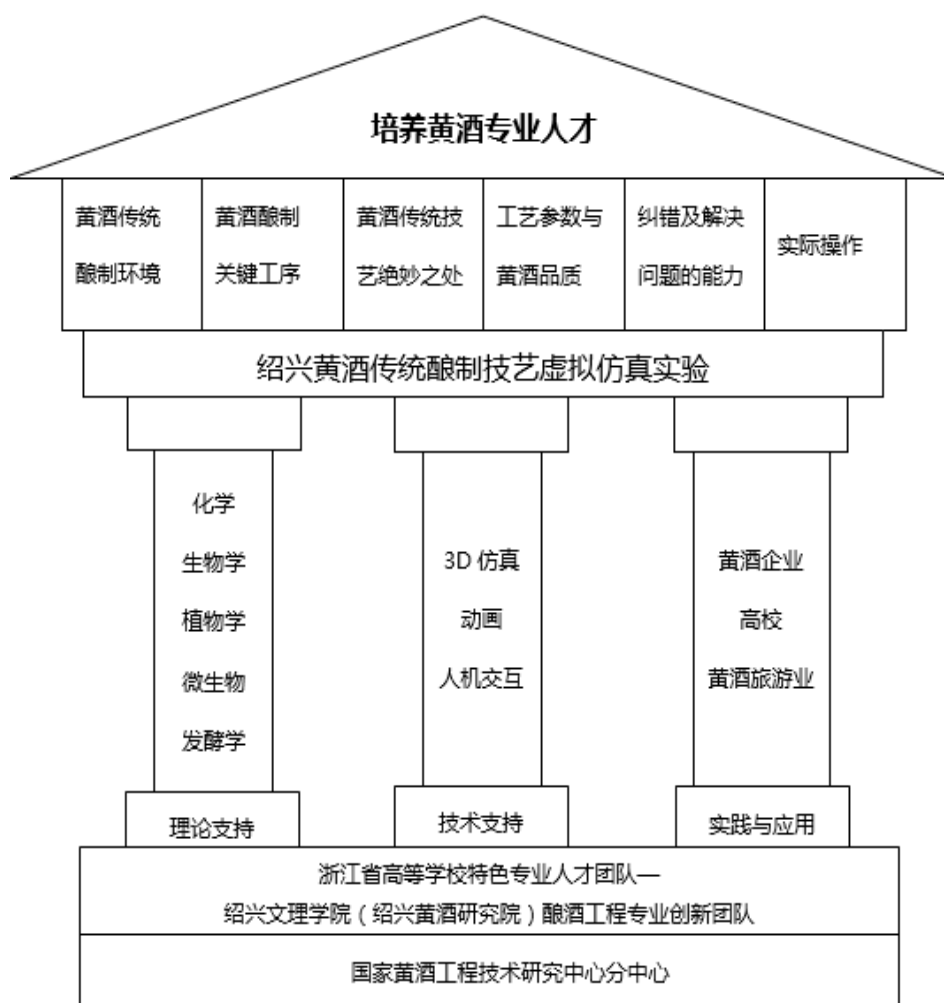 培养黄酒专业人才
黄酒传统
酿制环境
黄酒酿制
关键工序
黄酒传统技
艺绝妙之处
工艺参数与
黄酒品质
纠错及解决
问题的能力
实际操作
绍兴黄酒传统酿制技艺虚拟仿真实验
化学
生物学
植物学
微生物
发酵学
3D 仿真
动画
人机交互
黄酒企业
高校
黄酒旅游业
理论支持
技术支持
实践与应用
浙江省高等学校特色专业人才团队—
绍兴文理学院（绍兴黄酒研究院）酿酒工程专业创新团队
国家黄酒工程技术研究中心分中心